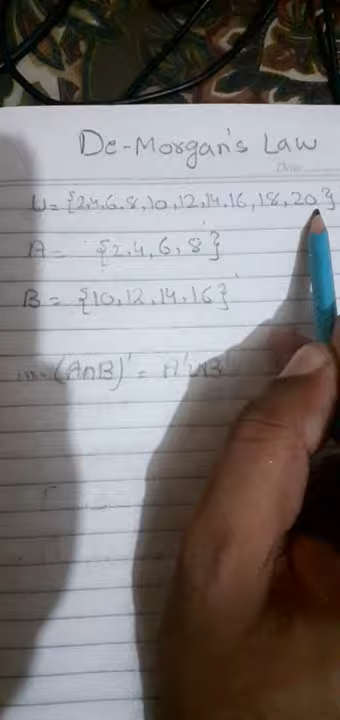 De-Morgan's Law
U = {2,4,6,8,10,12,14,16,18,20}
A = {2,4,6,8}
B = {10,12,14,16}
(A∩B)' = A'∪B'